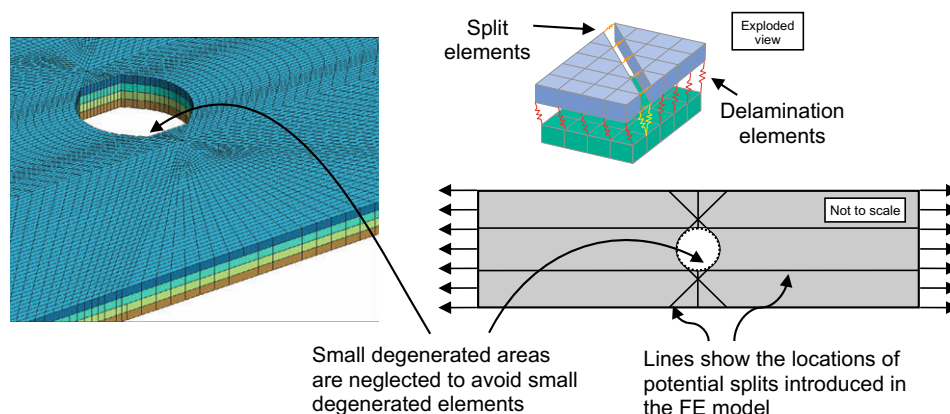 Split
elements
Exploded
view
Delamination
elements
Not to scale
Small degenerated areas
are neglected to avoid small
degenerated elements
Lines show the locations of
potential splits introduced in
the FE model